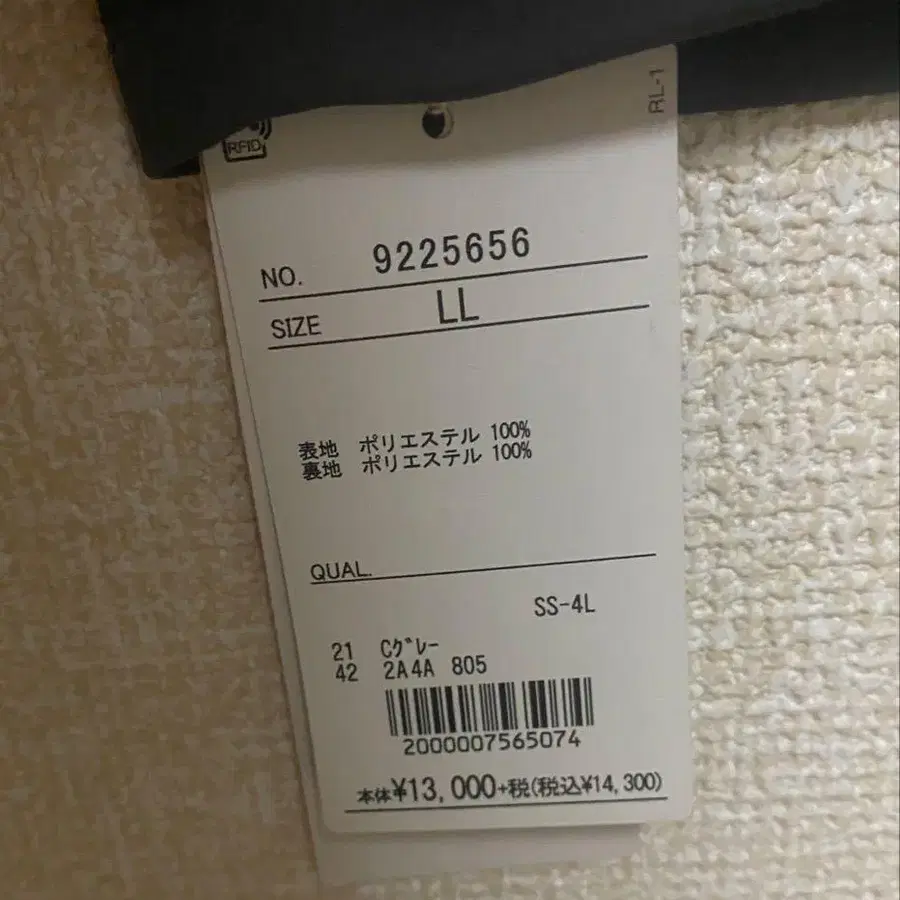 RL-1
RFID
NO. 9225656
SIZE LL
表地 ポリエステル 100%
裏地 ポリエステル 100%
QUAL.
SS-4L
21 Cグレー
42 2A4A 805
2000007565074
本体¥13,000+税(税込¥14,300)